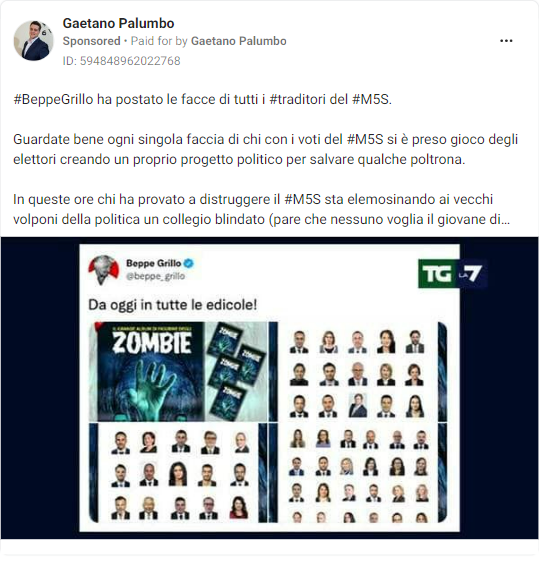 Gaetano Palumbo
Sponsored • Paid for by Gaetano Palumbo
ID: 594848962022768
#BeppeGrillo ha postato le facce di tutti i #traditori del #M5S.
Guardate bene ogni singola faccia di chi con i voti del #M5S si è preso gioco degli
elettori creando un proprio progetto politico per salvare qualche poltrona.
In queste ore chi ha provato a distruggere il #M5S sta elemosinando ai vecchi
volponi della politica un collegio blindato (pare che nessuno voglia il giovane di...
Beppe Grillo
@beppe_grillo
TG LA7
Da oggi in tutte le edicole!
IL GRANDE ALBUM DI FIGURINE DEGLI
ZOMBIE
ZOMBIE
ZOMBIE
ZOMBIE
ZOMBIE